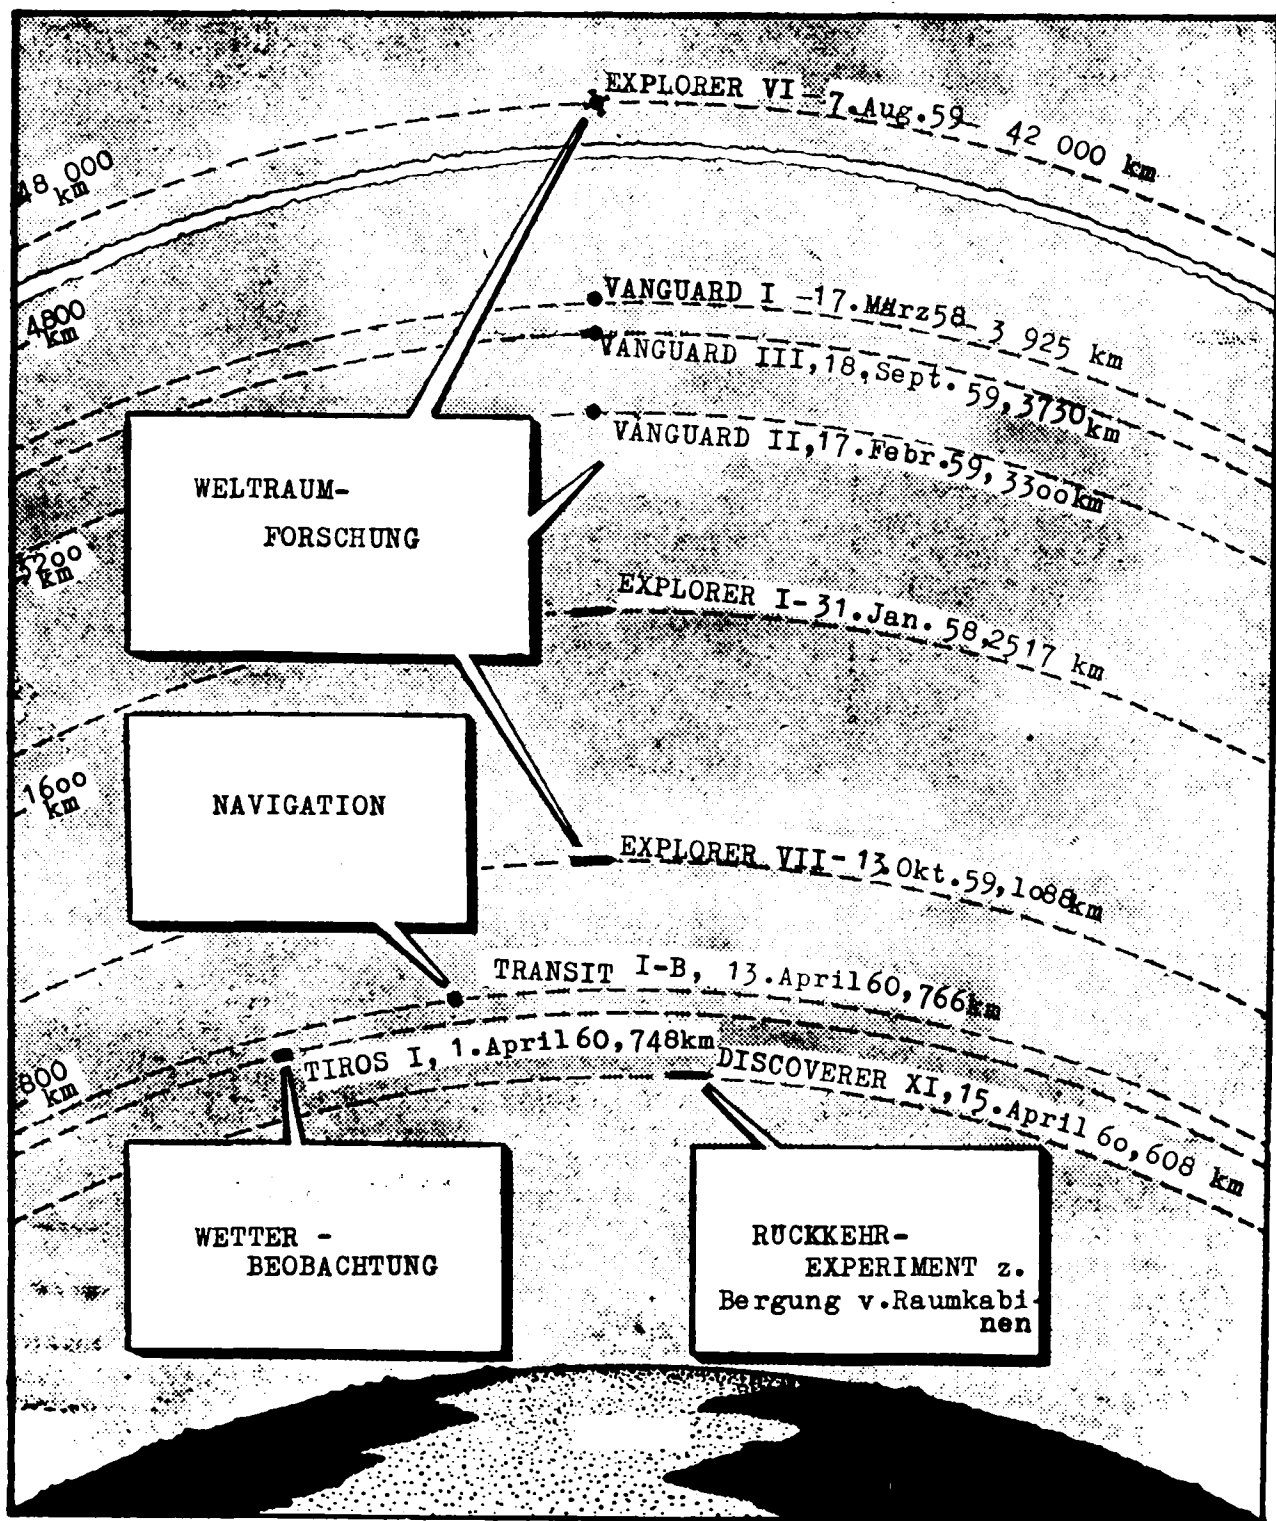 EXPLORER VI - 7.Aug.59- 42 000 km
48 000
km
4800
km
VANGUARD I -17.März58- 3 925 km
VANGUARD III,18,Sept. 59,3730km
VANGUARD II,17.Febr.59,3300km
WELTRAUM-
FORSCHUNG
3200
km
EXPLORER I-31.Jan. 58,2517 km
1600
km
NAVIGATION
EXPLORER VII-13.Okt.59,1o88km
TRANSIT I-B, 13.April60,766km
TIROS I, 1.April60,748km
DISCOVERER XI,15.April 60,608 km
800
km
WETTER -
BEOBACHTUNG
RÜCKKEHR-
EXPERIMENT z.
Bergung v.Raumkabi-
nen